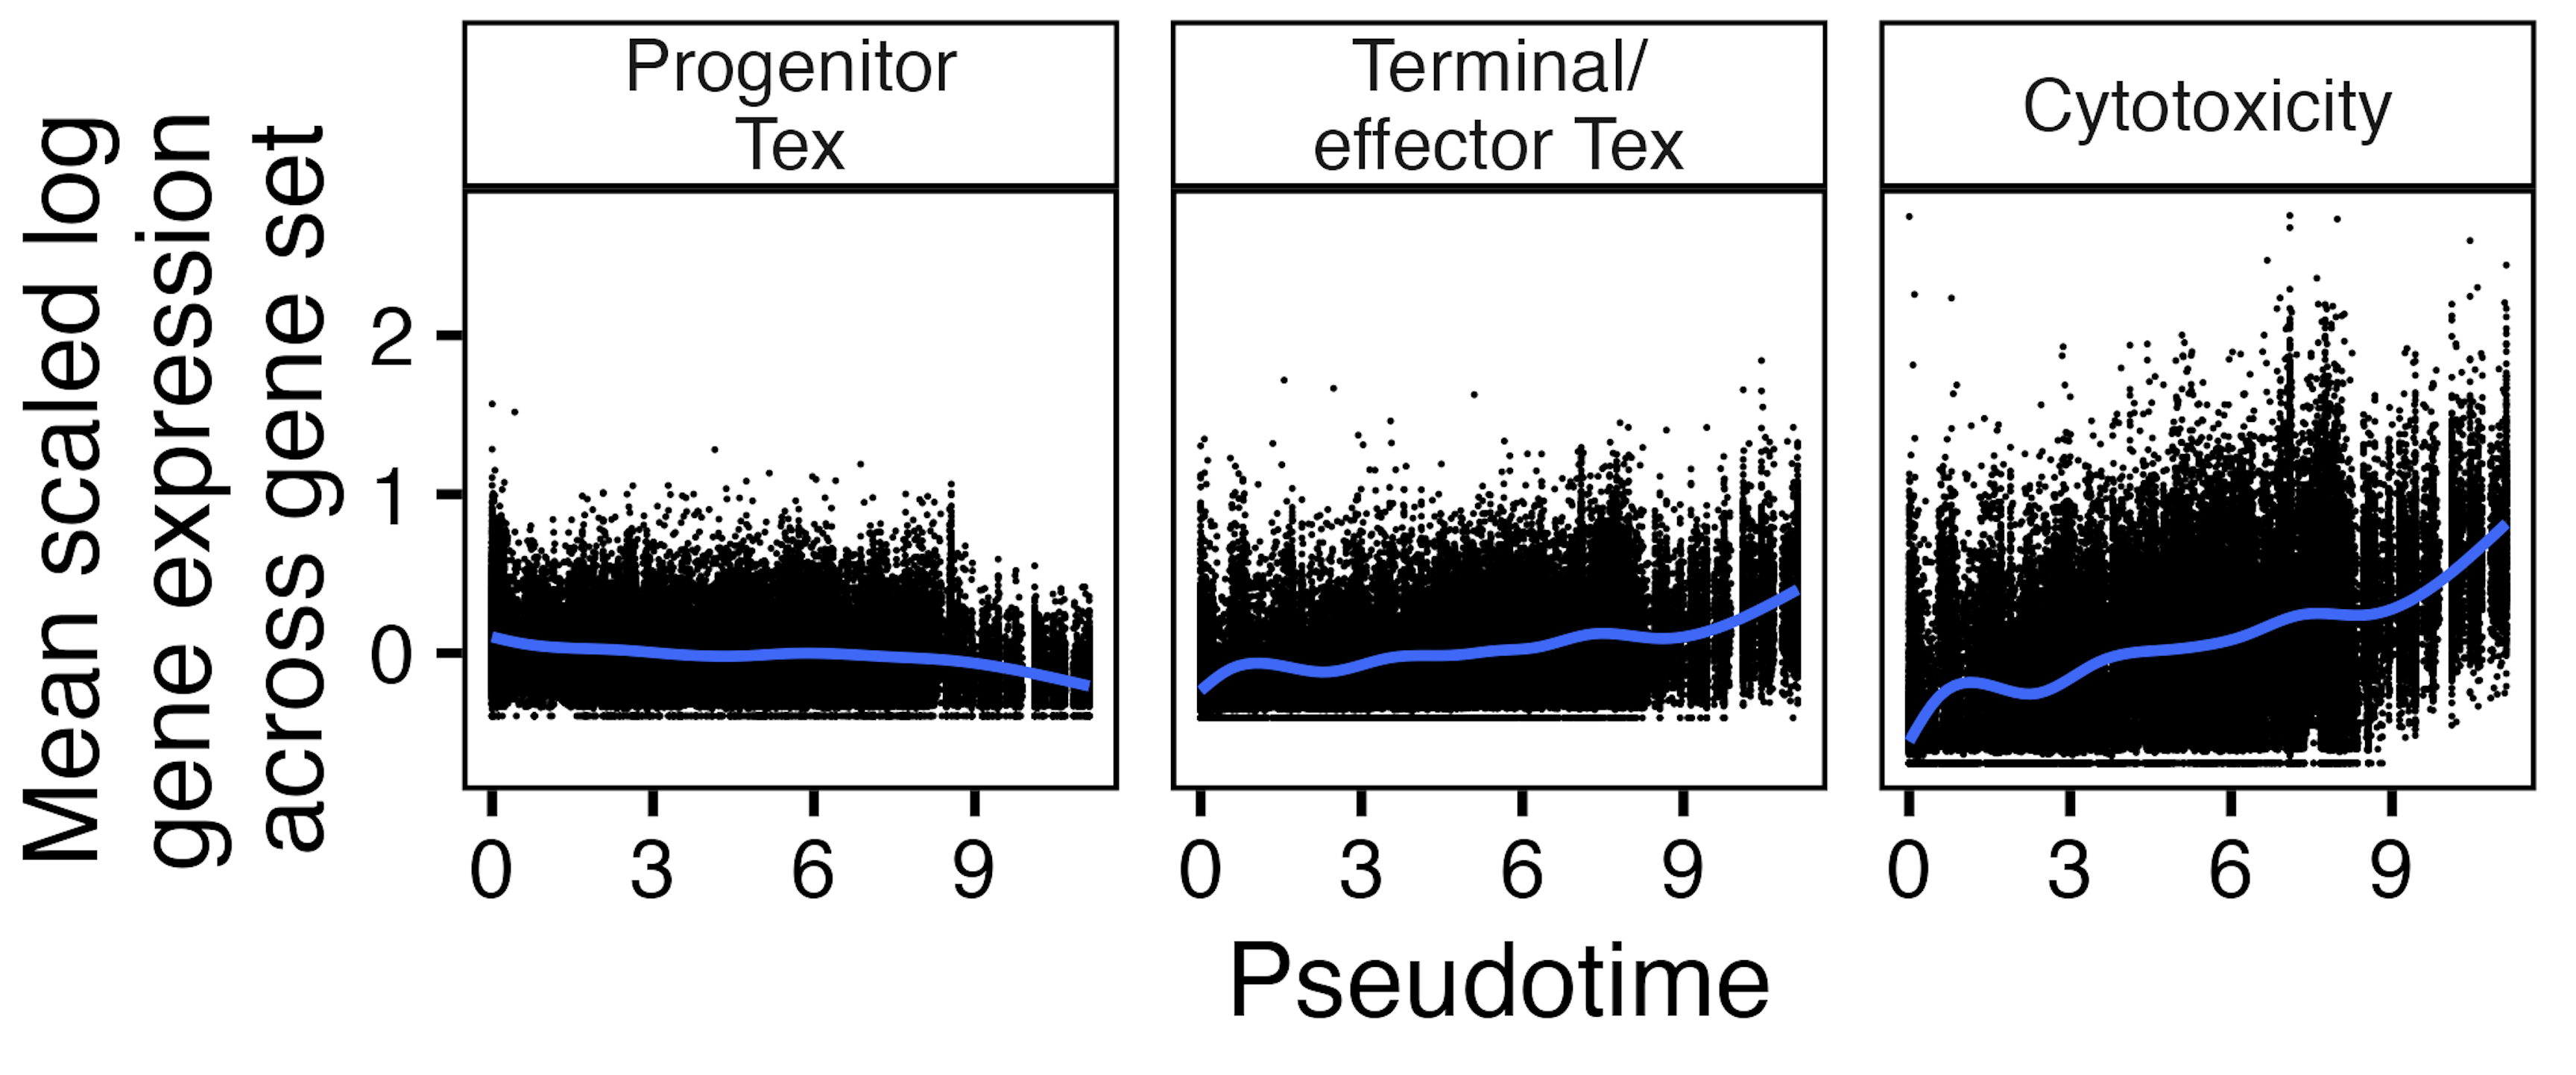 Progenitor
Tex
Terminal/
effector Tex
Cytotoxicity
Mean scaled log
gene expression
across gene set
2
1
0
0 3 6 9
0 3 6 9
0 3 6 9
Pseudotime